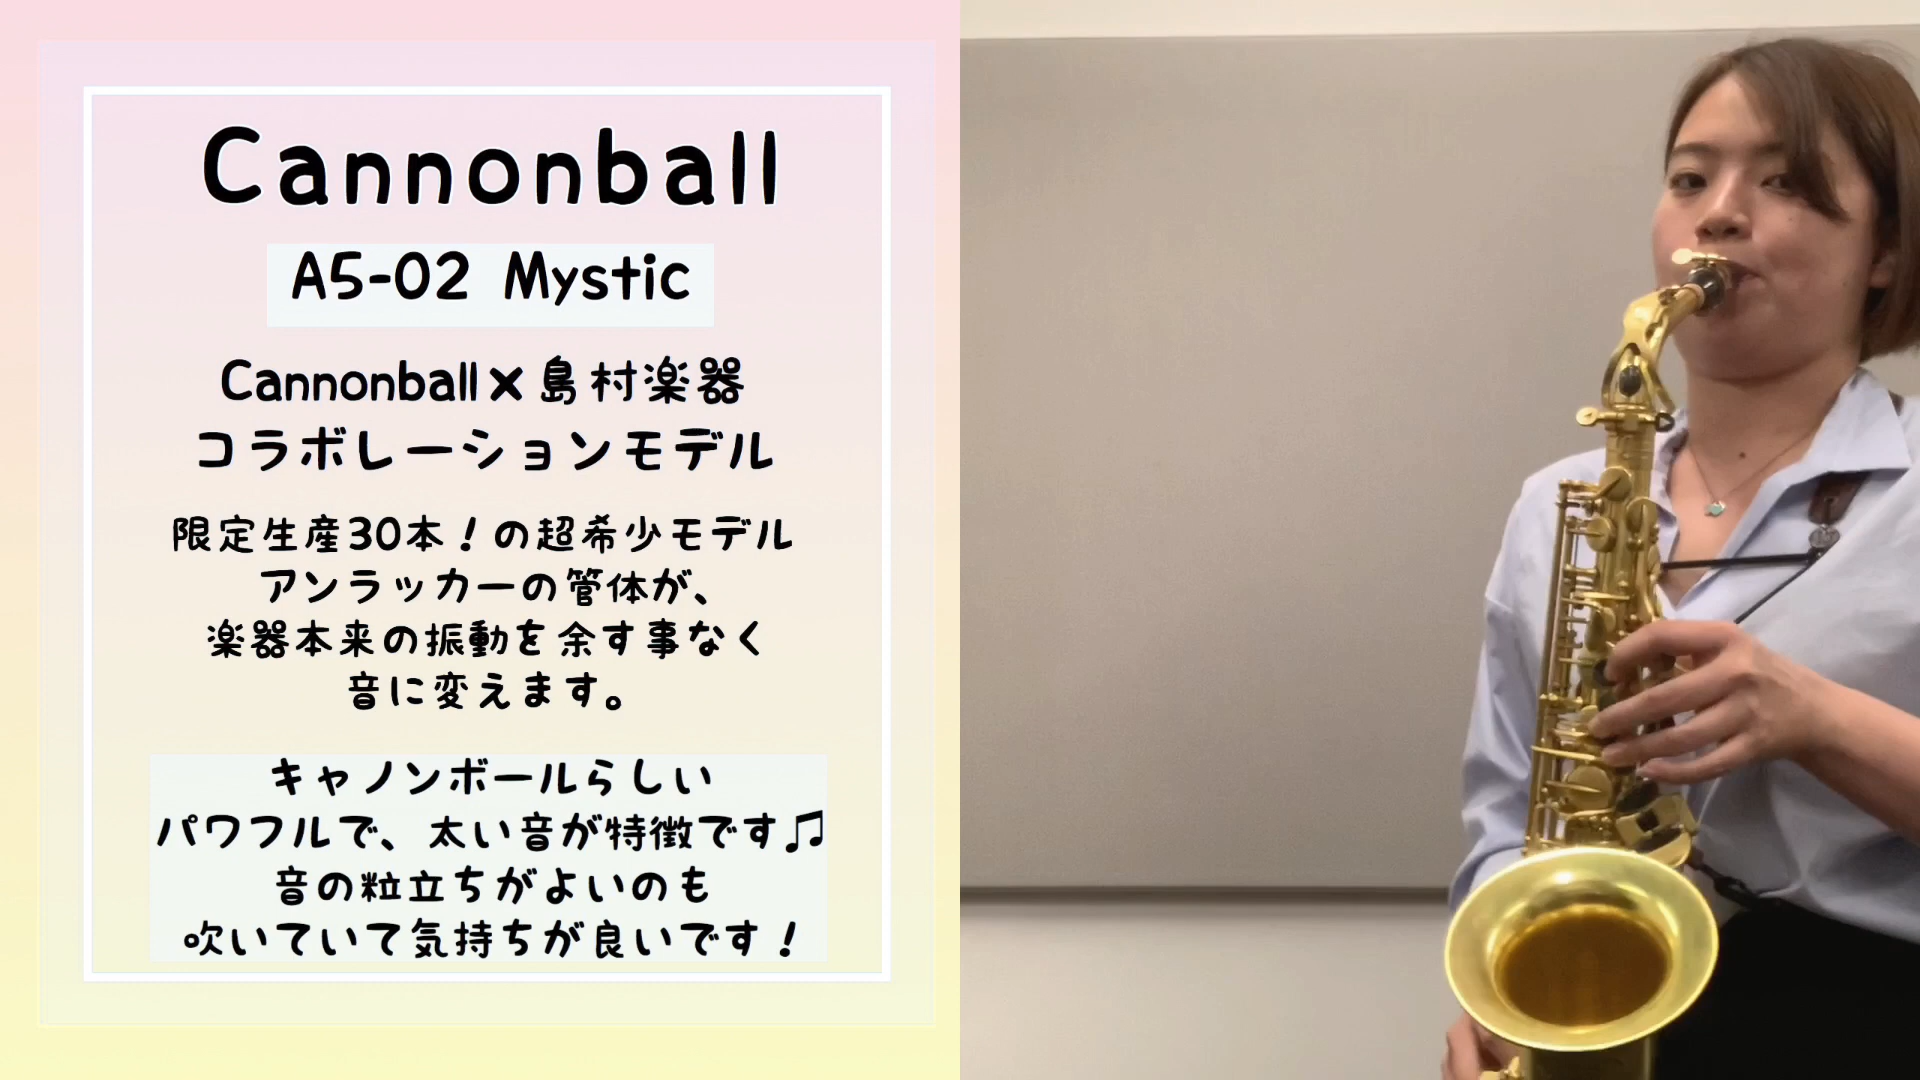 Cannonball
A5-02 Mystic
Cannonball×島村楽器
コラボレーションモデル
限定生産30本！の超希少モデル
アンラッカーの管体が、
楽器本来の振動を余す事なく
音に変えます。
キャノンボールらしい
パワフルで、太い音が特徴です♫
音の粒立ちがよいのも
吹いていて気持ちが良いです！